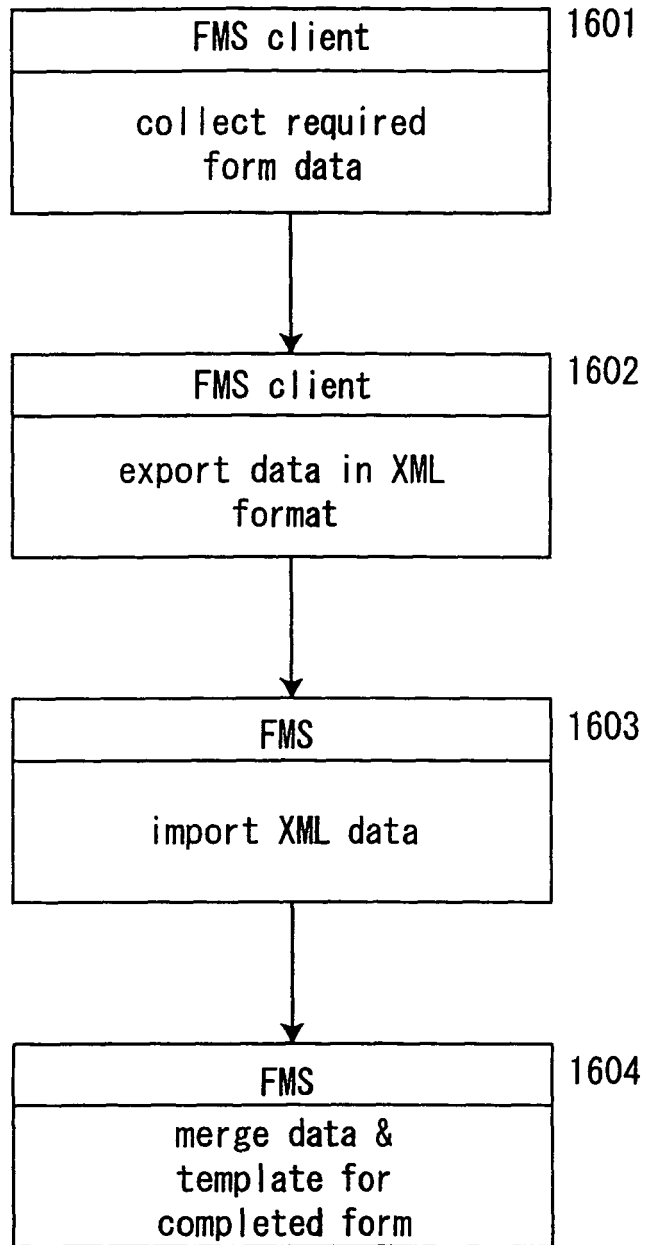 FMS client
1601
collect required
form data
FMS client
1602
export data in XML
format
FMS
1603
import XML data
FMS
1604
merge data &
template for
completed form